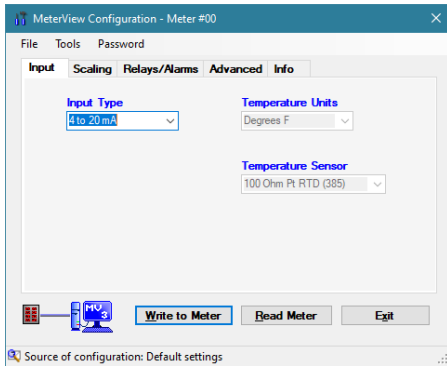 MeterView Configuration - Meter #00
File Tools Password
Input Scaling Relays/Alarms Advanced Info
Input Type Temperature Units
4 to 20 mA Degrees F
Temperature Sensor
100 Ohm Pt RTD (385)
MV 3 Write to Meter Read Meter Exit
Source of configuration: Default settings